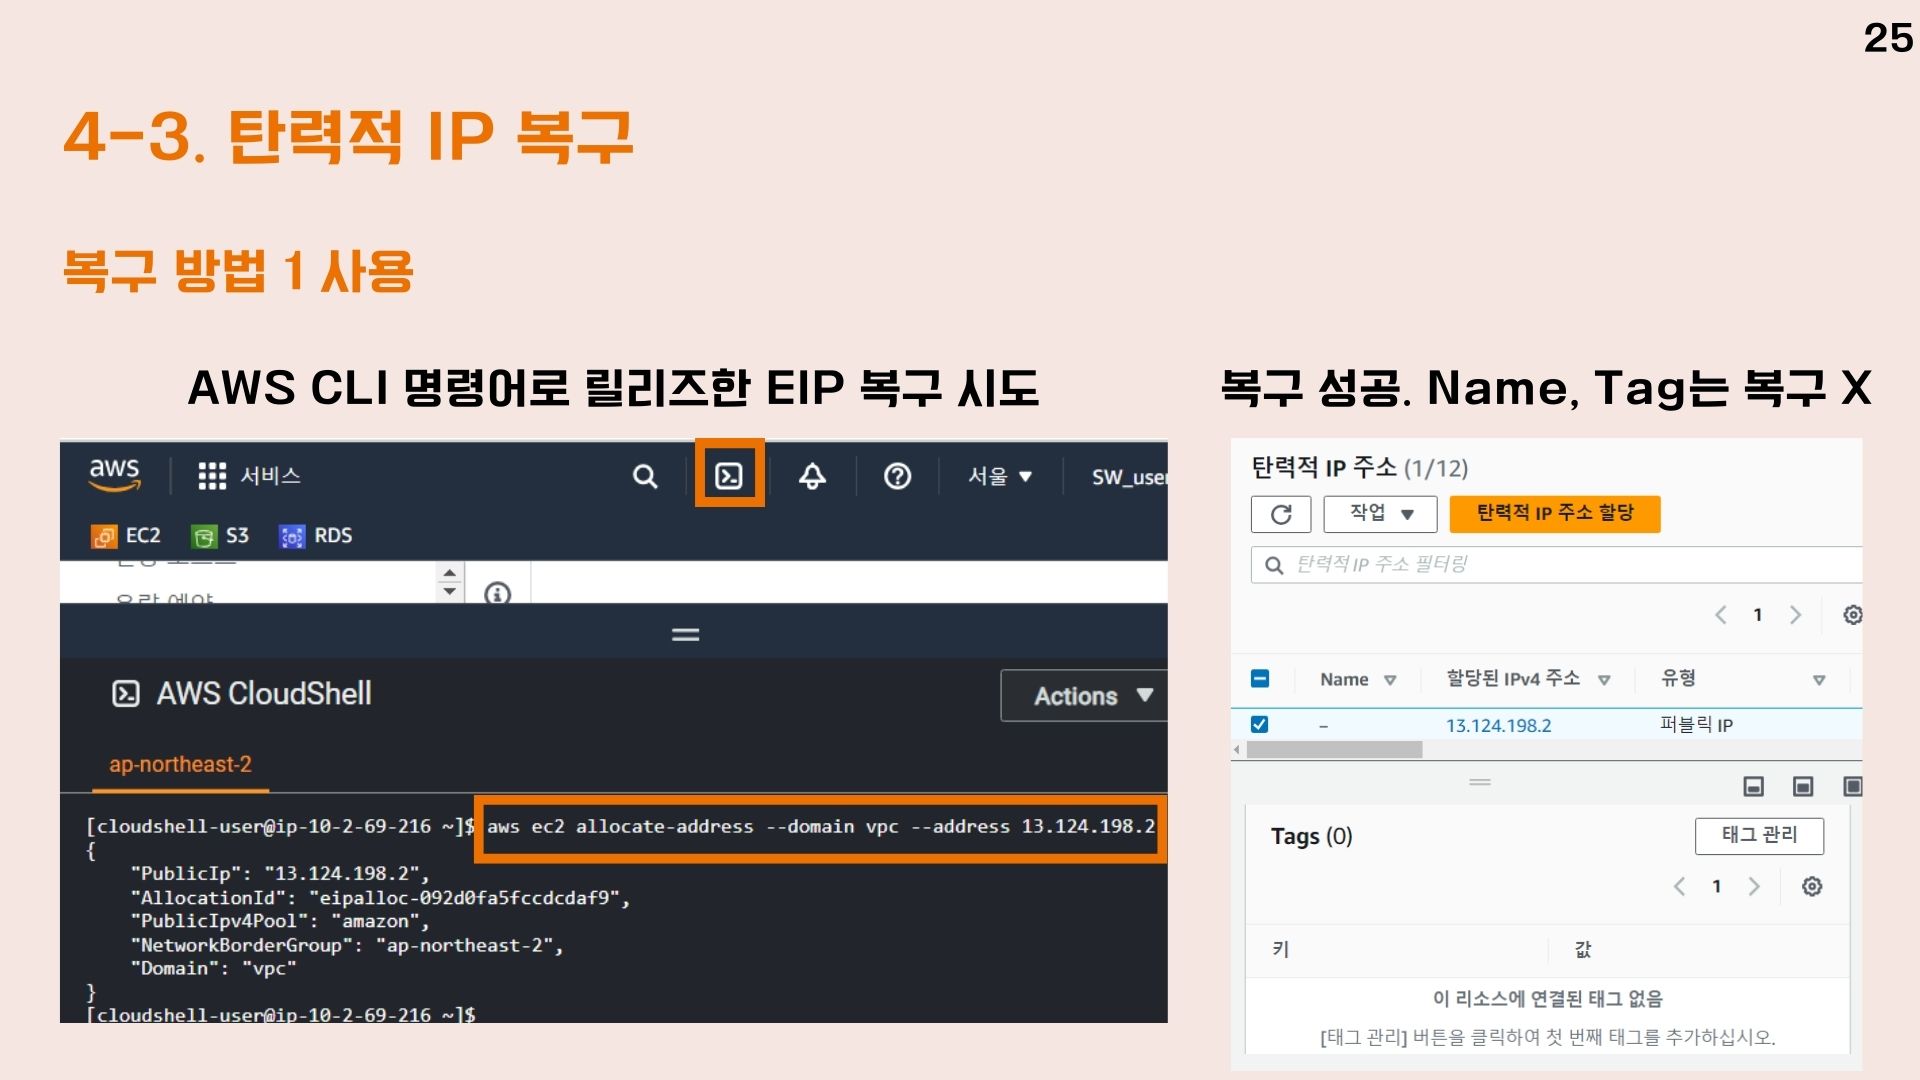 25
4-3. 탄력적 IP 복구
복구 방법 1 사용
AWS CLI 명령어로 릴리즈한 EIP 복구 시도
aws 서비스 서울 SW_user
EC2 S3 RDS
AWS CloudShell
Actions
ap-northeast-2
[cloudshell-user@ip-10-2-69-216 ~]$ aws ec2 allocate-address --domain vpc --address 13.124.198.2
{
"PublicIp": "13.124.198.2",
"AllocationId": "eipalloc-092d0fa5fccdcdaf9",
"PublicIpv4Pool": "amazon",
"NetworkBorderGroup": "ap-northeast-2",
"Domain": "vpc"
}
[cloudshell-user@ip-10-2-69-216 ~]$
복구 성공. Name, Tag는 복구 X
탄력적 IP 주소 (1/12)
작업 탄력적 IP 주소 할당
탄력적 IP 주소 필터링
1
Name 할당된 IPv4 주소 유형
– 13.124.198.2 퍼블릭 IP
Tags (0) 태그 관리
1
키 값
이 리소스에 연결된 태그 없음
[태그 관리] 버튼을 클릭하여 첫 번째 태그를 추가하십시오.